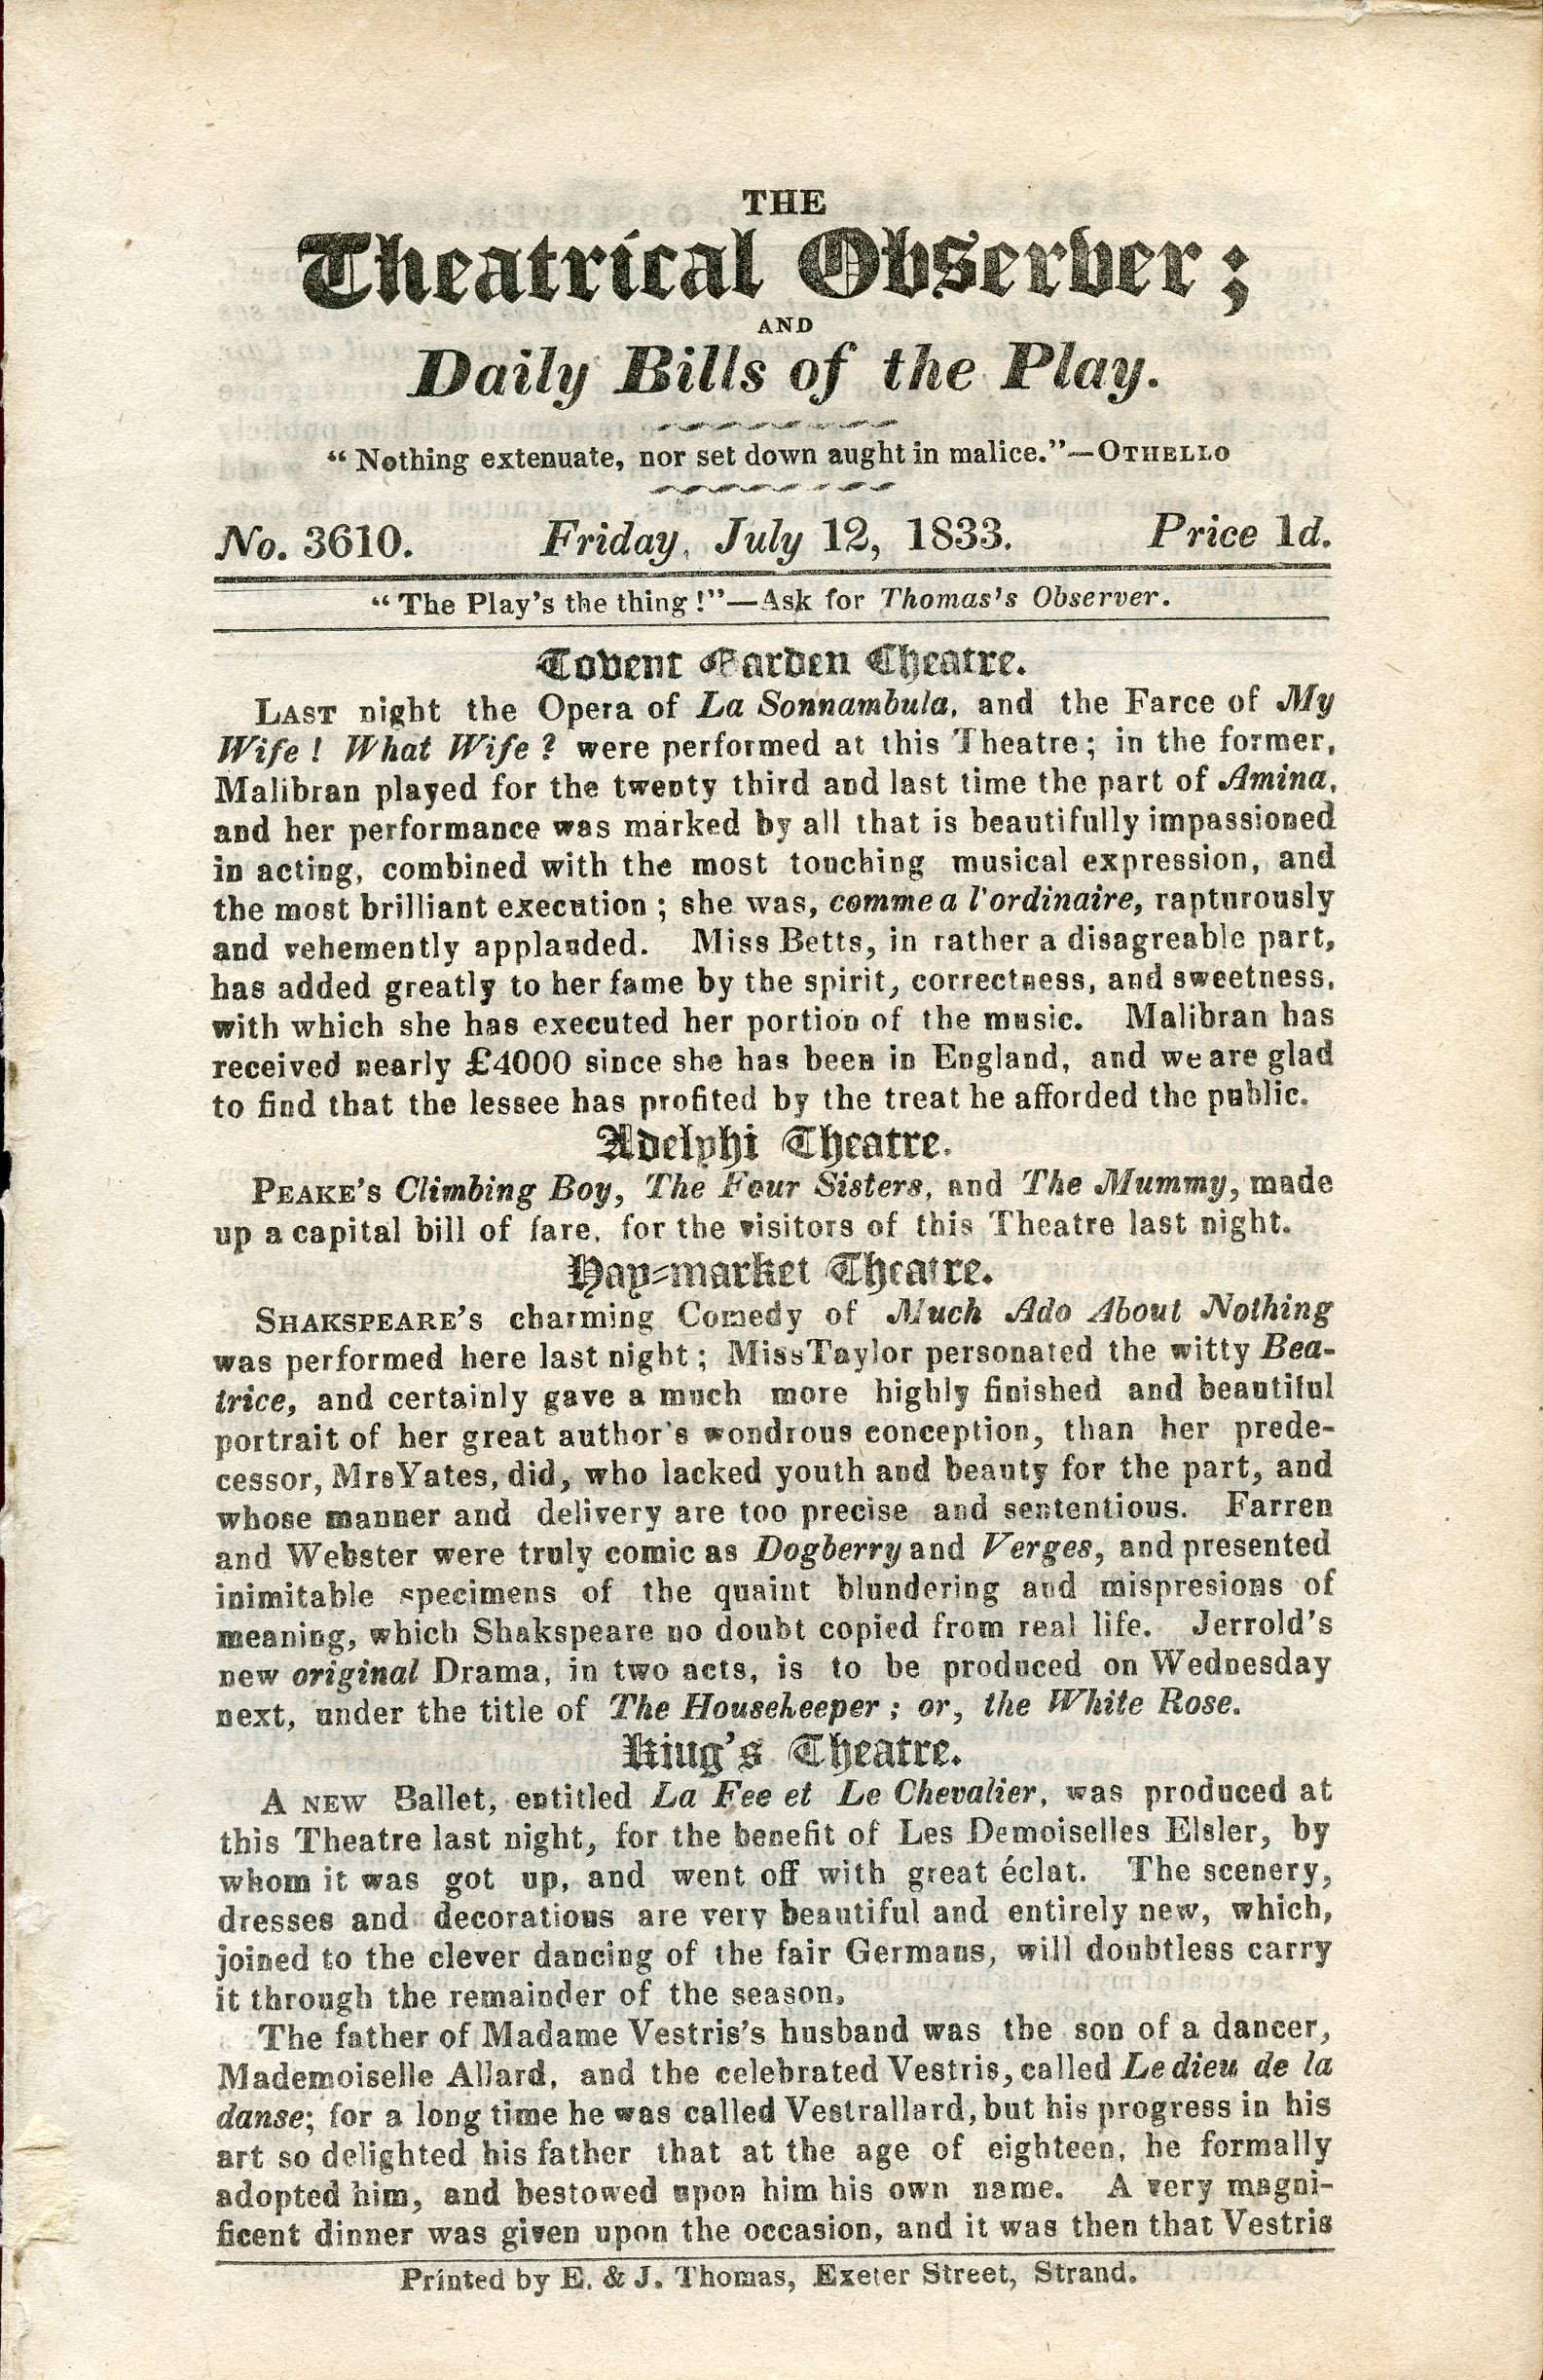 THE
Theatrical Observer;
AND
Daily Bills of the Play.
“Nothing extenuate, nor set down aught in malice.”—OTHELLO
No. 3610. Friday, July 12, 1833. Price 1d.
“The Play's the thing!”—Ask for Thomas's Observer.
Covent Garden Theatre.
LAST night the Opera of La Sonnambula, and the Farce of My
Wife! What Wife? were performed at this Theatre; in the former,
Malibran played for the twenty third and last time the part of Amina,
and her performance was marked by all that is beautifully impassioned
in acting, combined with the most touching musical expression, and
the most brilliant execution; she was, comme a l'ordinaire, rapturously
and vehemently applauded. Miss Betts, in rather a disagreable part,
has added greatly to her fame by the spirit, correctness, and sweetness,
with which she has executed her portion of the music. Malibran has
received nearly £4000 since she has been in England, and we are glad
to find that the lessee has profited by the treat he afforded the public.
Adelphi Theatre.
PEAKE'S Climbing Boy, The Four Sisters, and The Mummy, made
up a capital bill of fare, for the visitors of this Theatre last night.
Hay-market Theatre.
SHAKSPEARE'S charming Comedy of Much Ado About Nothing
was performed here last night; Miss Taylor personated the witty Bea-
trice, and certainly gave a much more highly finished and beautiful
portrait of her great author's wondrous conception, than her prede-
cessor, Mrs Yates, did, who lacked youth and beauty for the part, and
whose manner and delivery are too precise and sententious. Farren
and Webster were truly comic as Dogberry and Verges, and presented
inimitable specimens of the quaint blundering and mispresions of
meaning, which Shakspeare no doubt copied from real life. Jerrold's
new original Drama, in two acts, is to be produced on Wednesday
next, under the title of The Housekeeper; or, the White Rose.
King's Theatre.
A NEW Ballet, entitled La Fee et Le Chevalier, was produced at
this Theatre last night, for the benefit of Les Demoiselles Elsler, by
whom it was got up, and went off with great éclat. The scenery,
dresses and decorations are very beautiful and entirely new, which,
joined to the clever dancing of the fair Germans, will doubtless carry
it through the remainder of the season.
The father of Madame Vestris's husband was the son of a dancer,
Mademoiselle Allard, and the celebrated Vestris, called Le dieu de la
danse; for a long time he was called Vestrallard, but his progress in his
art so delighted his father that at the age of eighteen, he formally
adopted him, and bestowed upon him his own name. A very magni-
ficent dinner was given upon the occasion, and it was then that Vestris
Printed by E. & J. Thomas, Exeter Street, Strand.